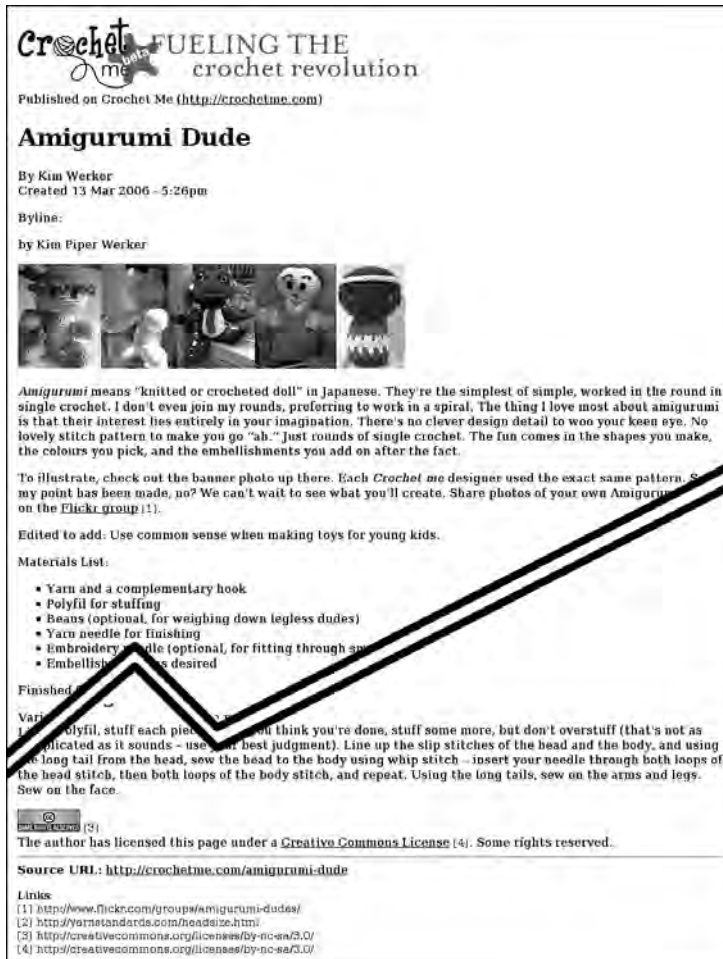 Crochet me beta FUELING THE
crochet revolution
Published on Crochet Me (http://crochetme.com)
Amigurumi Dude
By Kim Werker
Created 13 Mar 2006 - 5:26pm
Byline:
by Kim Piper Werker
Amigurumi means "knitted or crocheted doll" in Japanese. They're the simplest of simple, worked in the round in
single crochet. I don't even join my rounds, preferring to work in a spiral. The thing I love most about amigurumi
is that their interest lies entirely in your imagination. There's no clever design detail to woo your keen eye. No
lovely stitch pattern to make you go "ah." Just rounds of single crochet. The fun comes in the shapes you make,
the colours you pick, and the embellishments you add on after the fact.
To illustrate, check out the banner photo up there. Each Crochet me designer used the exact same pattern.
my point has been made, no? We can't wait to see what you'll create. Share photos of your own
on the Flickr group [1].
Edited to add: Use common sense when making toys for young kids.
Materials List:
▪ Yarn and a complementary hook
▪ Polyfil for stuffing
▪ Beans (optional, for weighing down legless dudes)
▪ Yarn needle for finishing
▪ Embroidery (optional, for fitting through
▪ desired
Finished
stuff each you think you're done, stuff some more, but don't overstuff (that's not as
as it sounds – use best judgment). Line up the slip stitches of the head and the body, and using
long tail from the head, sew the head to the body using whip stitch – insert your needle through both loops of
the head stitch, then both loops of the body stitch, and repeat. Using the long tails, sew on the arms and legs.
Sew on the face.
cc SOME RIGHTS RESERVED [3]
The author has licensed this page under a Creative Commons License [4]. Some rights reserved.
Source URL: http://crochetme.com/amigurumi-dude
Links
[1] http://www.flickr.com/groups/amigurumi-dudes/
[2] http://yarnstandards.com/headsize.html
[3] http://creativecommons.org/licenses/by-nc-sa/3.0/
[4] http://creativecommons.org/licenses/by-nc-sa/3.0/